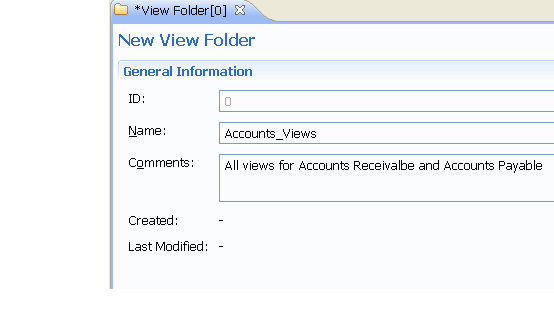 *View Folder[0]
New View Folder
General Information
ID: 0
Name: Accounts_Views
Comments: All views for Accounts Receivalbe and Accounts Payable
Created: -
Last Modified: -